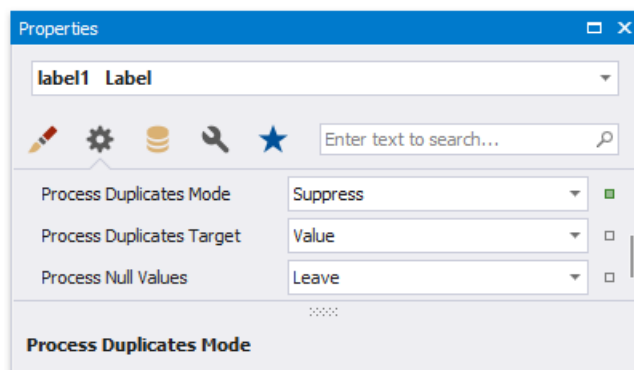 Properties
label1 Label
Enter text to search...
Process Duplicates Mode Suppress
Process Duplicates Target Value
Process Null Values Leave
Process Duplicates Mode